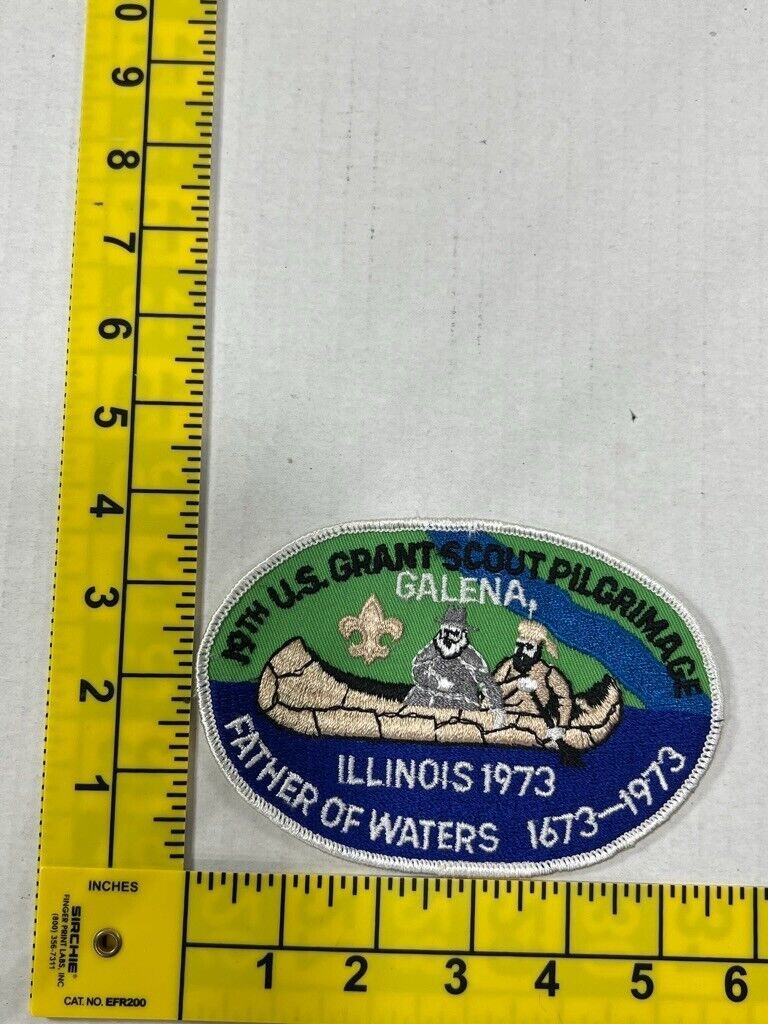 19TH U.S. GRANT SCOUT PILGRIMAGE
GALENA,
ILLINOIS 1973
FATHER OF WATERS 1673-1973
0
9
8
7
6
5
4
3
2
1
INCHES
SIRCHIE®
FINGER PRINT LABS, INC
(800) 356-7311
CAT. NO. EFR200
1 2 3 4 5 6